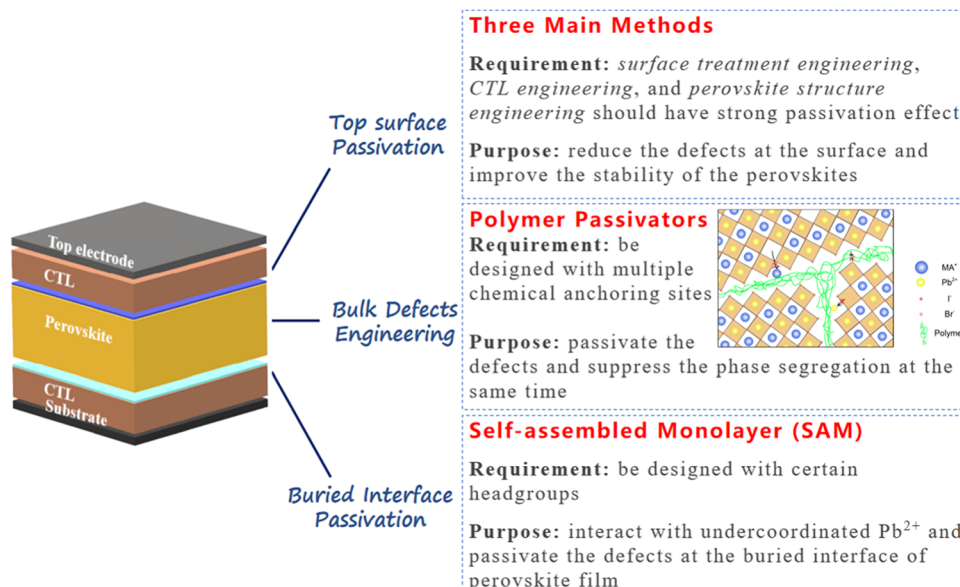 Top electrode
CTL
Perovskite
CTL
Substrate
Top surface
Passivation
Bulk Defects
Engineering
Buried Interface
Passivation
Three Main Methods
Requirement: surface treatment engineering,
CTL engineering, and perovskite structure
engineering should have strong passivation effect
Purpose: reduce the defects at the surface and
improve the stability of the perovskites
Polymer Passivators
Requirement: be
designed with multiple
chemical anchoring sites
Purpose: passivate the
defects and suppress the phase segregation at the
same time
MA⁺
Pb²⁺
I⁻
Br⁻
Polyme
Self-assembled Monolayer (SAM)
Requirement: be designed with certain
headgroups
Purpose: interact with undercoordinated Pb²⁺ and
passivate the defects at the buried interface of
perovskite film